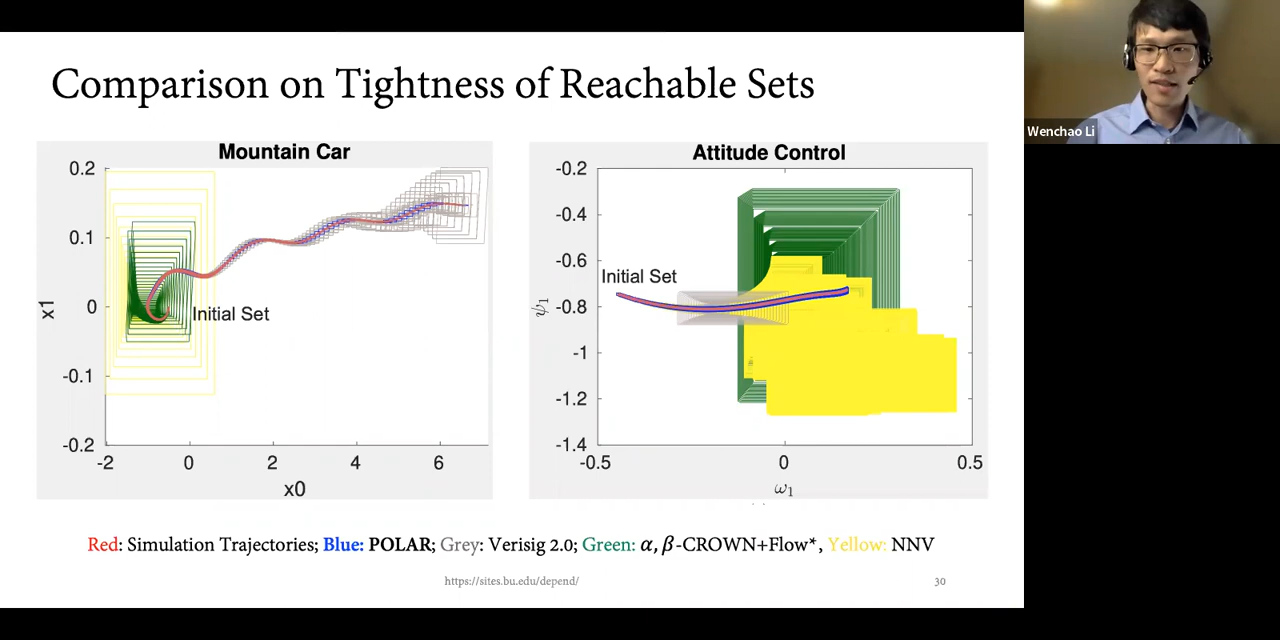 Comparison on Tightness of Reachable Sets
Wenchao Li
Mountain Car
0.2
0.1
0
-0.1
-0.2
x1
Initial Set
-2 0 2 4 6
x0
Attitude Control
-0.2
-0.4
-0.6
-0.8
-1
-1.2
-1.4
ψ₁
Initial Set
-0.5 0 0.5
ω₁
Red: Simulation Trajectories; Blue: POLAR; Grey: Verisig 2.0; Green: α, β-CROWN+Flow*, Yellow: NNV
https://sites.bu.edu/depend/
30